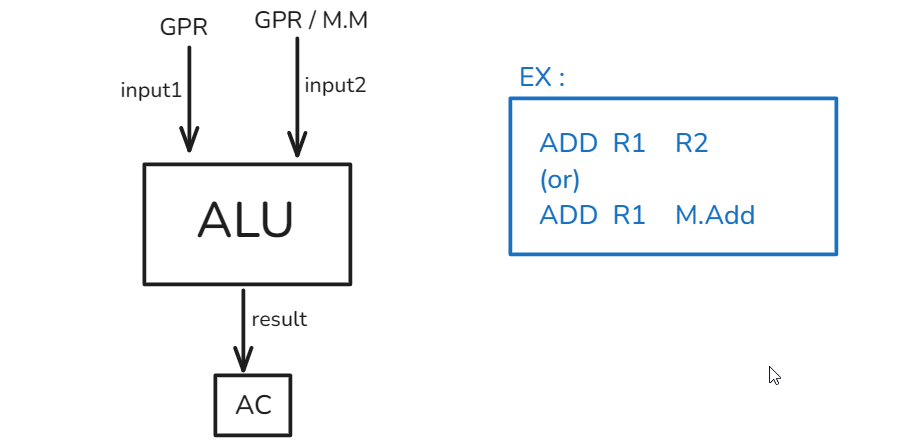 GPR
GPR / M.M
input1
input2
ALU
result
AC
EX :
ADD R1 R2
(or)
ADD R1 M.Add